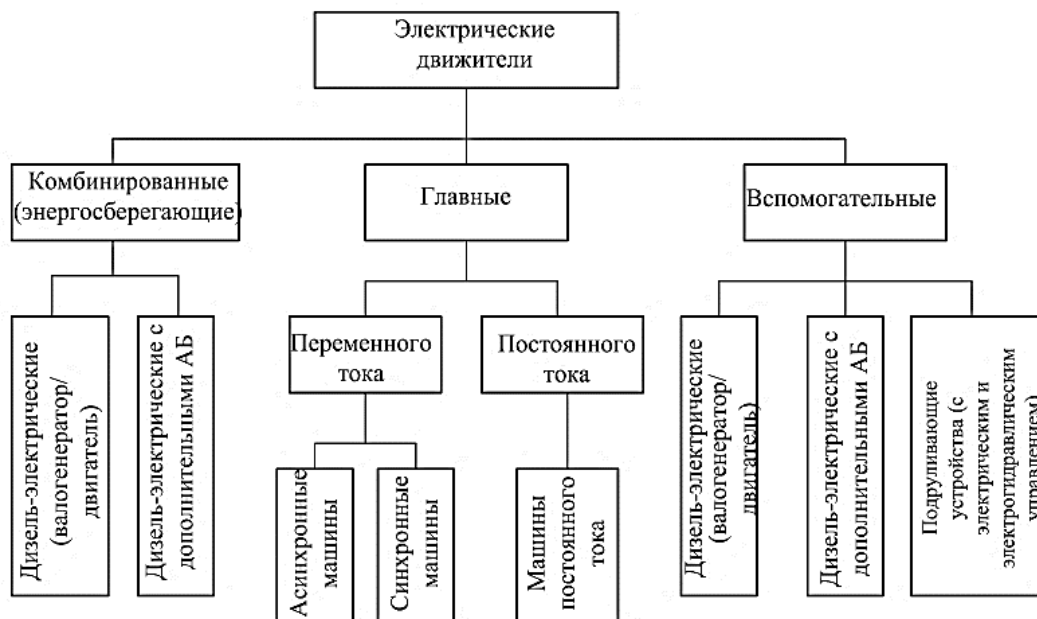 Электрические
движители
Комбинированные
(энергосберегающие)
Главные
Вспомогательные
Переменного
тока
Постоянного
тока
Дизель-электрические
(валогенератор/
двигатель)
Дизель-электрические с
дополнительными АБ
Асинхронные
машины
Синхронные
машины
Машины
постоянного
тока
Дизель-электрические
(валогенератор/
двигатель)
Дизель-электрические с
дополнительными АБ
Подруливающие
устройства (с
электрическим и
электрогидравлическим
управлением)